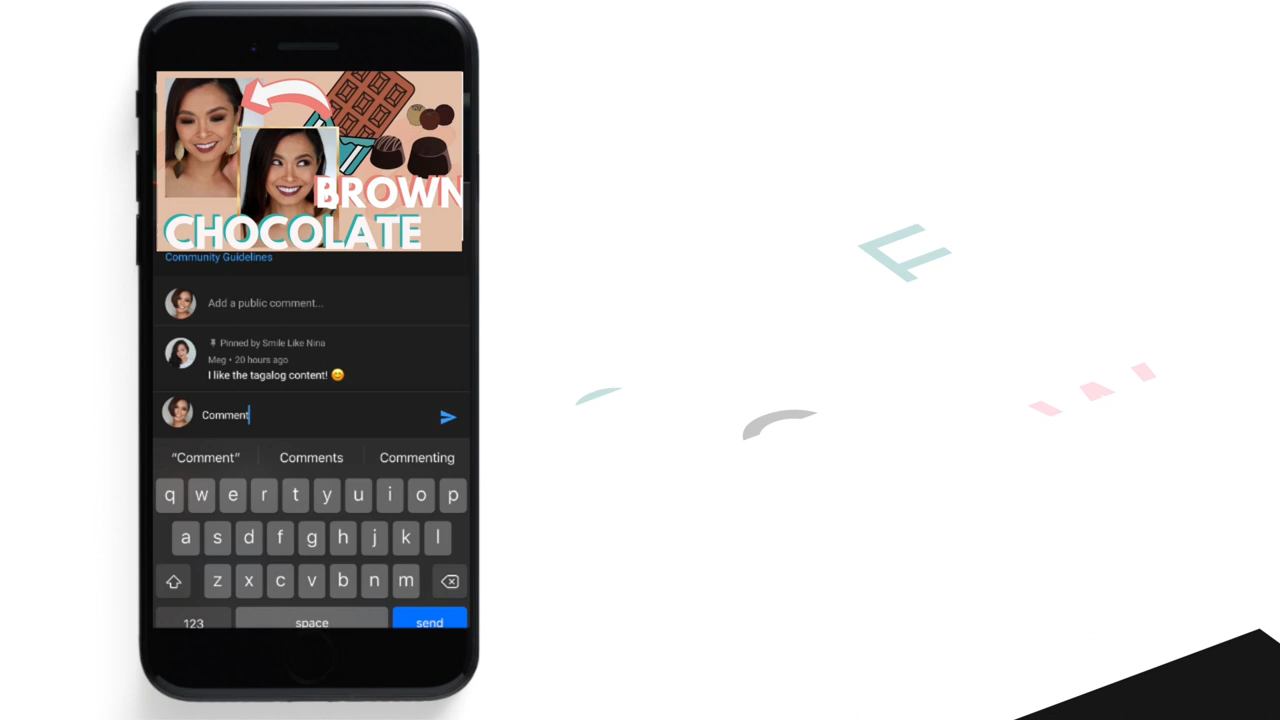 BROWN
CHOCOLATE
Community Guidelines
Add a public comment...
Pinned by Smile Like Nina
Meg • 20 hours ago
I like the tagalog content! 😊
Comment
“Comment” Comments Commenting
q w e r t y u i o p
a s d f g h j k l
z x c v b n m
123 space send